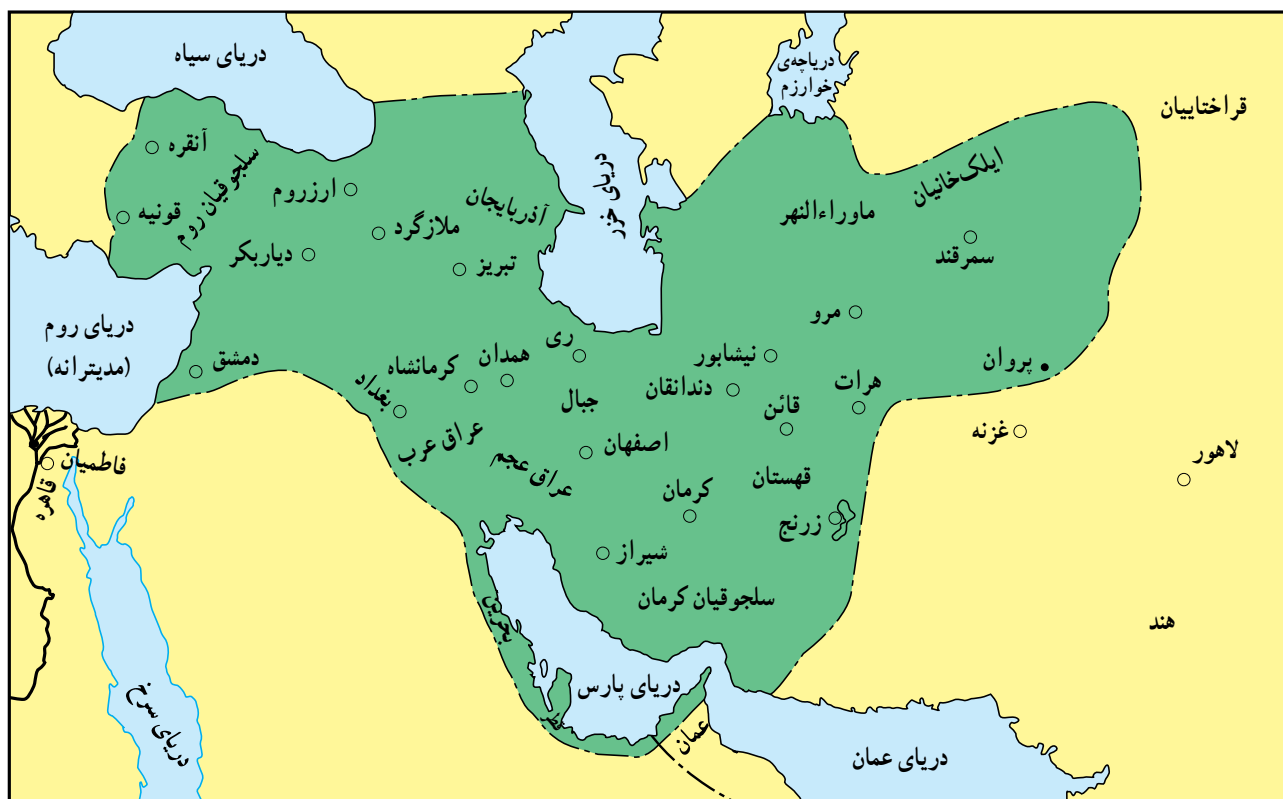 دریای سیاه
دریاچه‌ی
خوارزم
قراختاییان
دریای خزر
آنقره
سلجوقیان روم
ارزروم
قونیه
ملازگرد
دیاربکر
آذربایجان
تبریز
ایلک‌خانیان
ماوراءالنهر
سمرقند
مرو
دریای روم
(مدیترانه)
دمشق
ری
همدان
کرمانشاه
بغداد
جبال
نیشابور
دندانقان
هرات
قائن
پروان
غزنه
لاهور
فاطمیان
قاهره
عراق عرب
عراق عجم
اصفهان
کرمان
قهستان
زرنج
شیراز
سلجوقیان کرمان
هند
بحرین
قطر
دریای پارس
عمان
دریای عمان
دریای سرخ